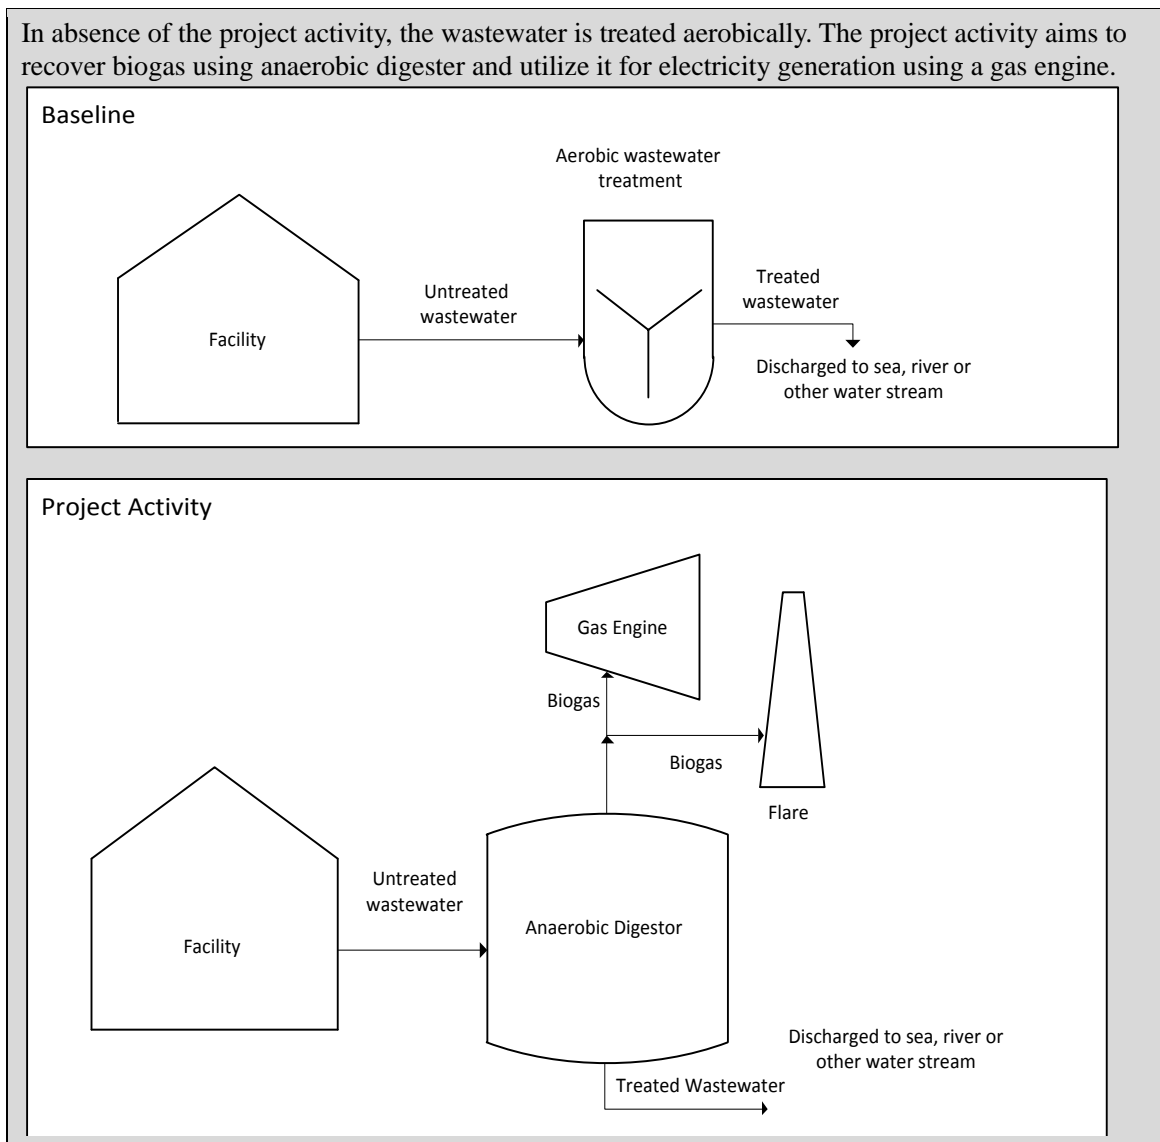 In absence of the project activity, the wastewater is treated aerobically. The project activity aims to
recover biogas using anaerobic digester and utilize it for electricity generation using a gas engine.
Baseline
Aerobic wastewater
treatment
Untreated
wastewater
Treated
wastewater
Facility
Discharged to sea, river or
other water stream
Project Activity
Gas Engine
Biogas
Biogas
Flare
Untreated
wastewater
Anaerobic Digestor
Facility
Discharged to sea, river or
other water stream
Treated Wastewater